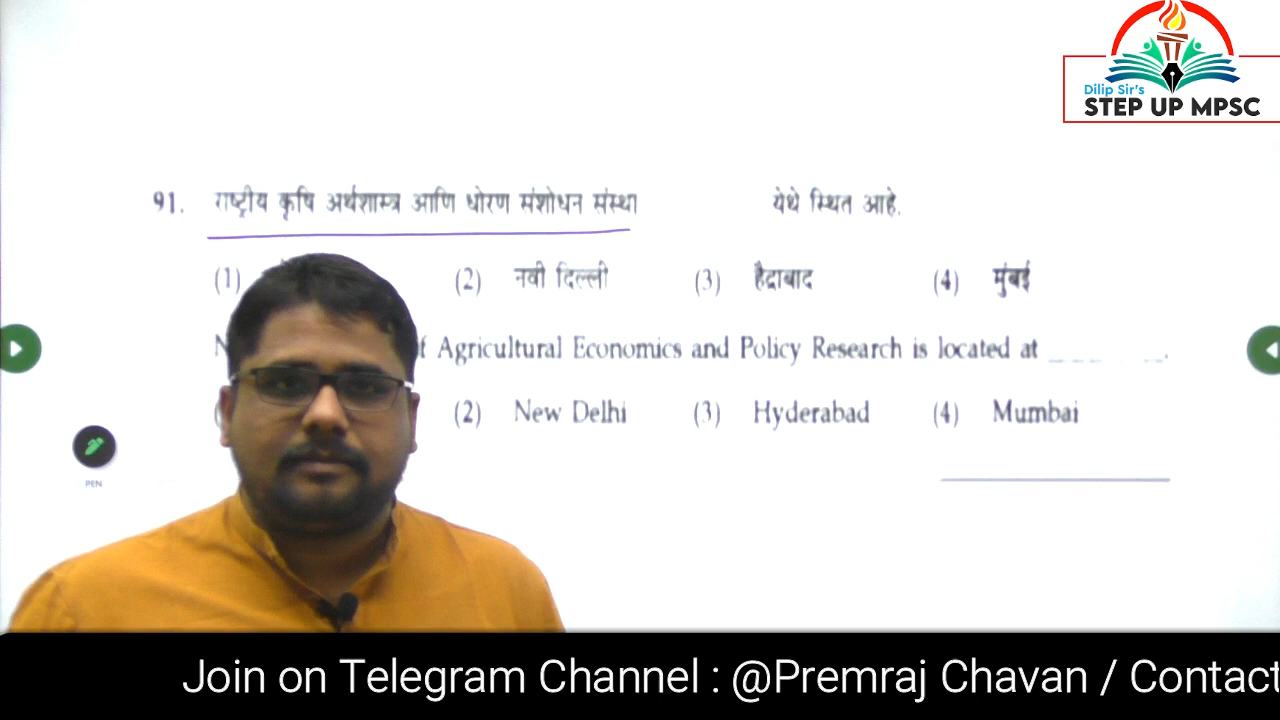 Dilip Sir's
STEP UP MPSC
91. राष्ट्रीय कृषि अर्थशास्त्र आणि धोरण संशोधन संस्था येथे स्थित आहे.
(1) (2) नवी दिल्ली (3) हैद्राबाद (4) मुंबई
Agricultural Economics and Policy Research is located at ________.
(2) New Delhi (3) Hyderabad (4) Mumbai
PEN
Join on Telegram Channel : @Premraj Chavan / Contact